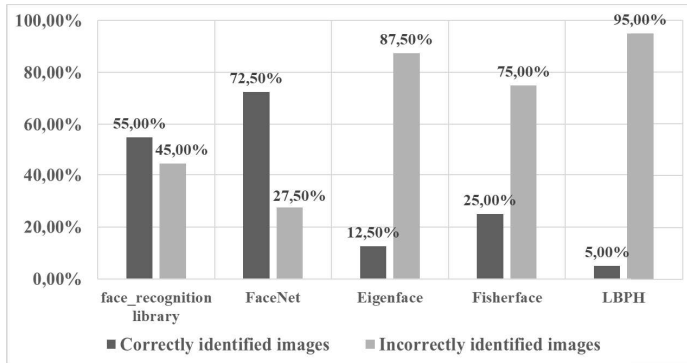 100,00%
80,00%
60,00%
40,00%
20,00%
0,00%
55,00%
45,00%
72,50%
27,50%
12,50%
87,50%
25,00%
75,00%
5,00%
95,00%
face_recognition
library
FaceNet
Eigenface
Fisherface
LBPH
Correctly identified images
Incorrectly identified images